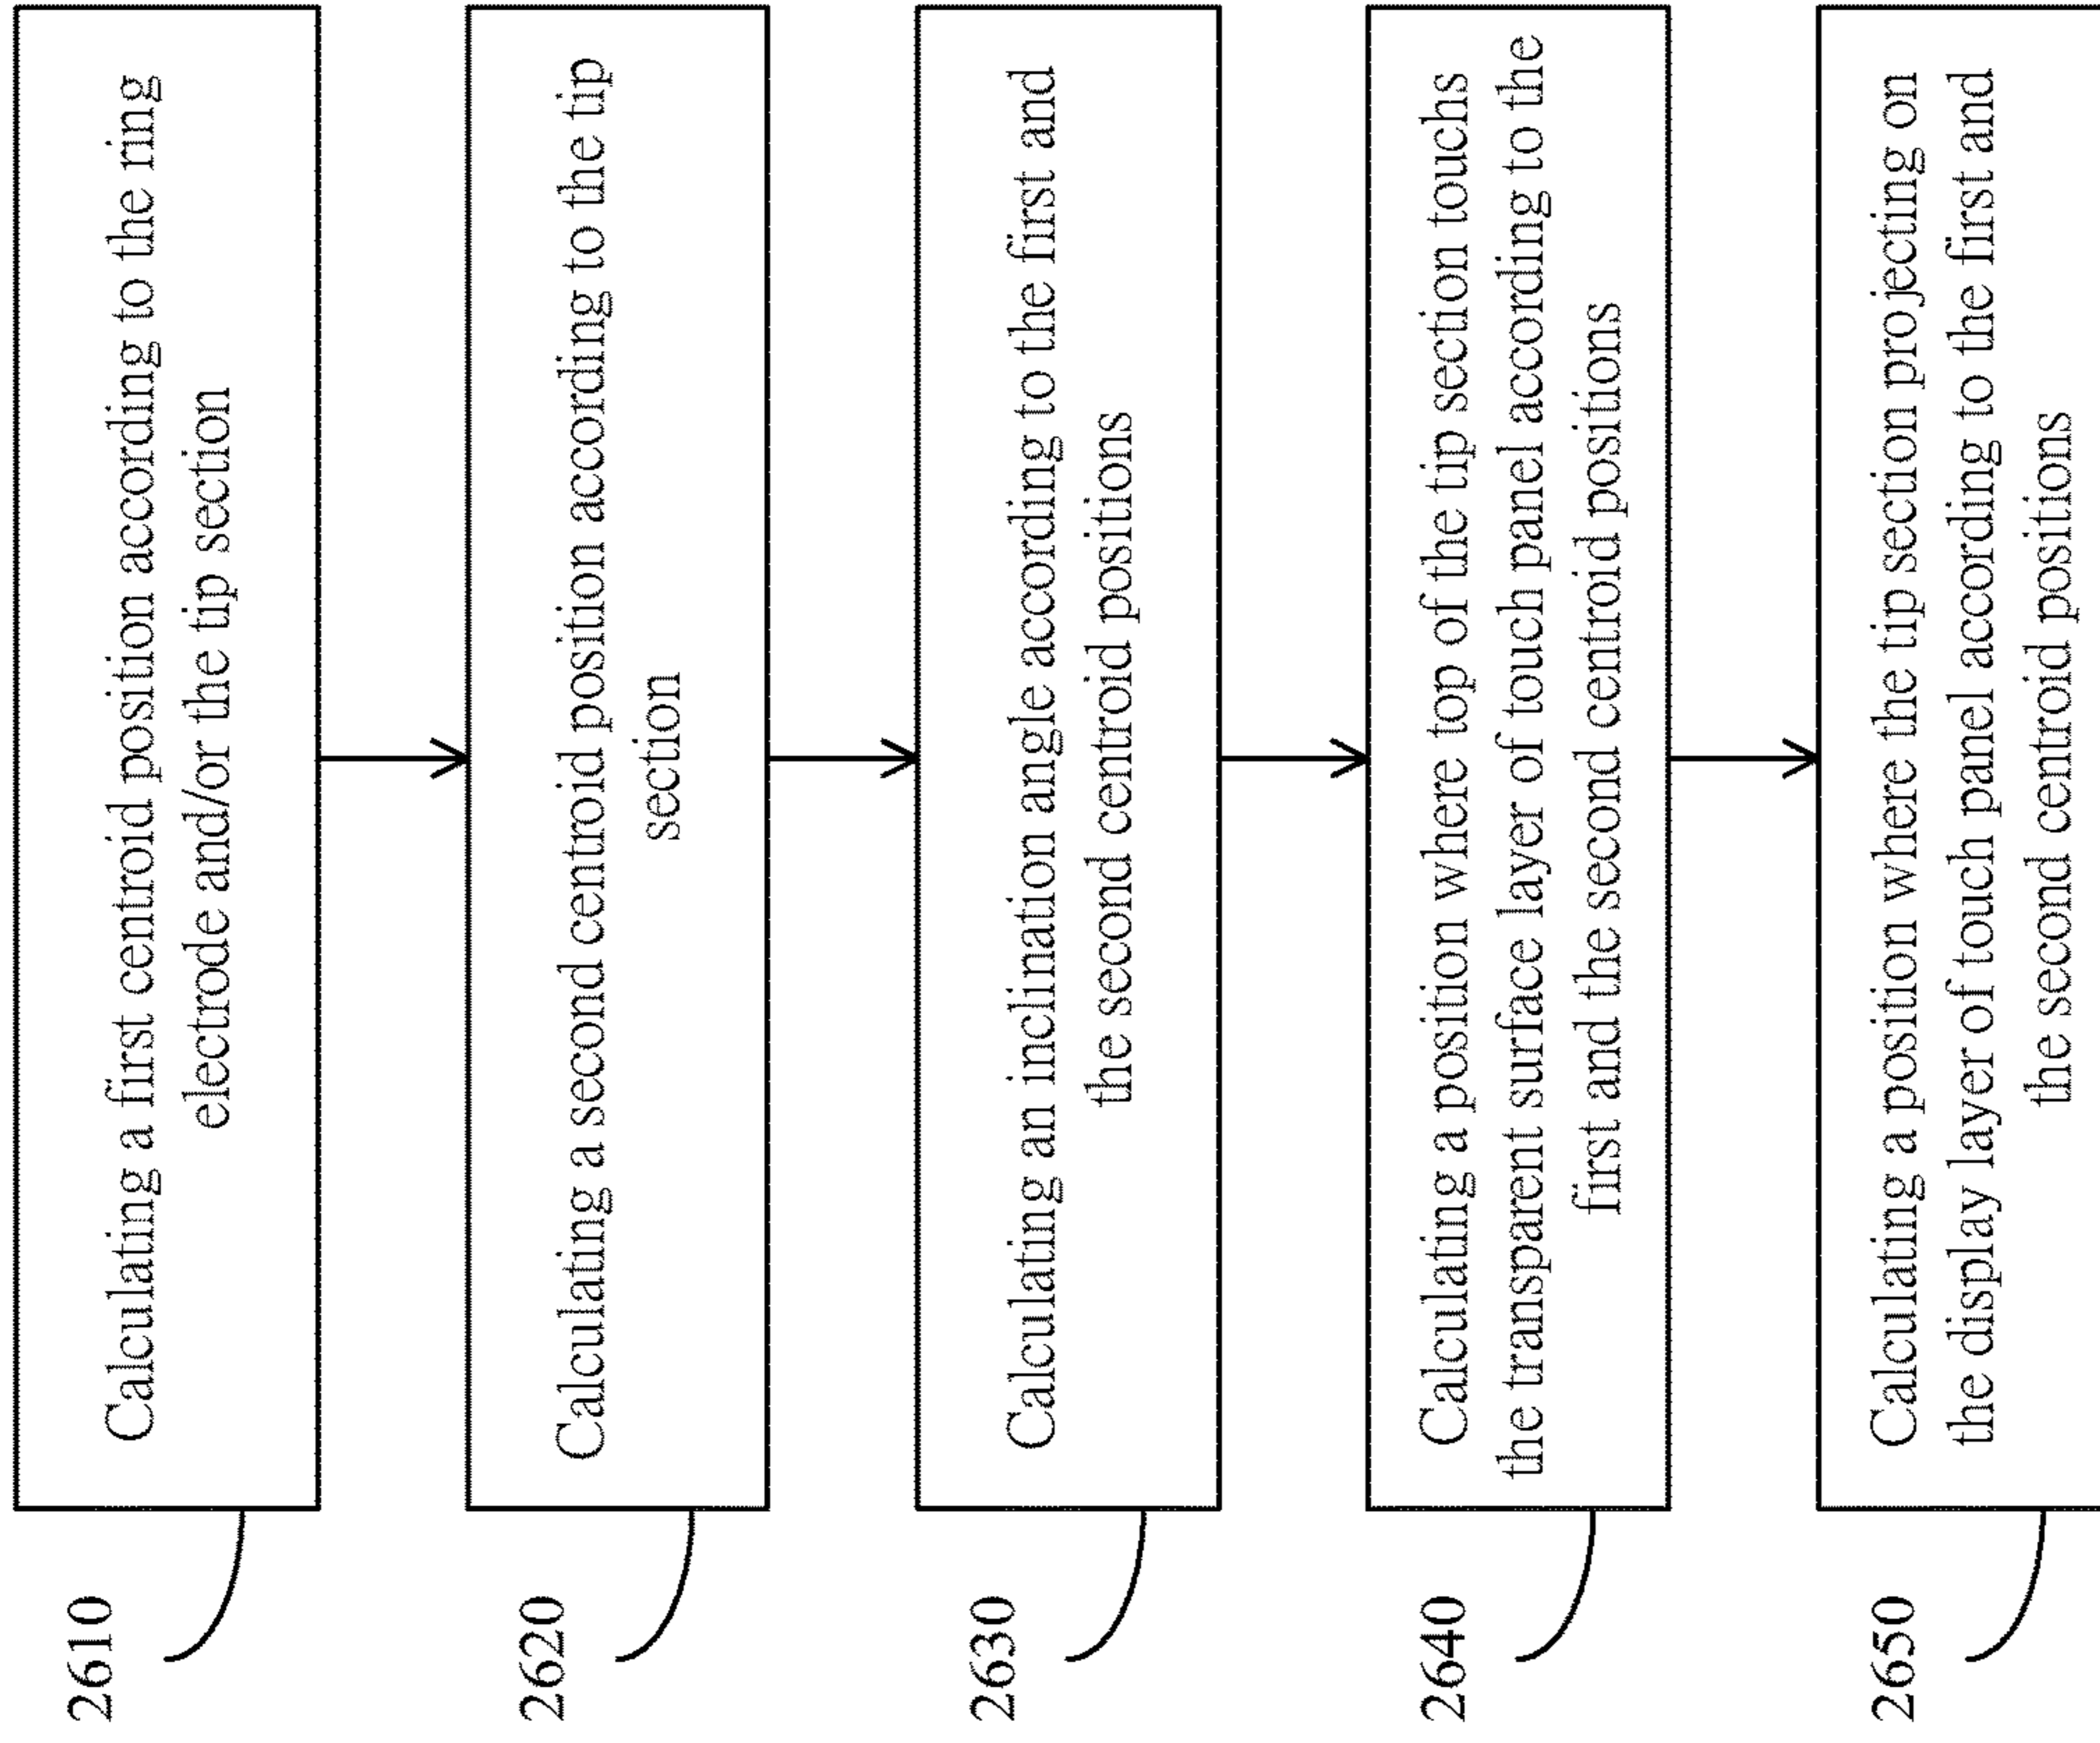 2610
Calculating a first centroid position according to the ring
electrode and/or the tip section
2620
Calculating a second centroid position according to the tip
section
2630
Calculating an inclination angle according to the first and
the second centroid positions
2640
Calculating a position where top of the tip section touchs
the transparent surface layer of touch panel according to the
first and the second centroid positions
2650
Calculating a position where the tip section projecting on
the display layer of touch panel according to the first and
the second centroid positions